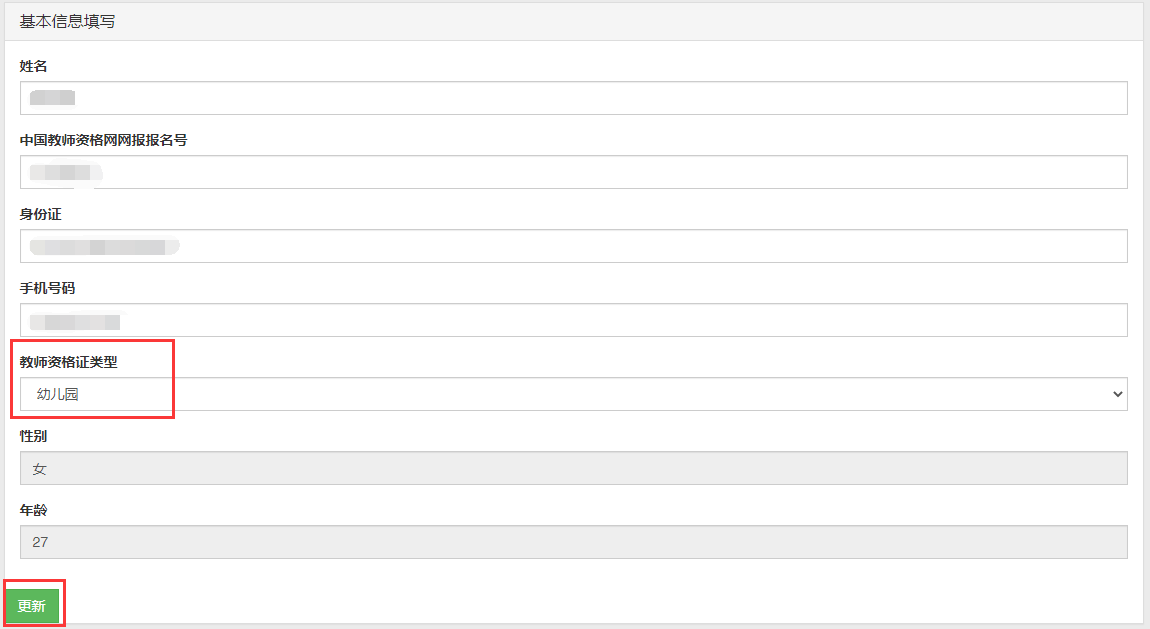 基本信息填写
姓名
中国教师资格网网报报名号
身份证
手机号码
教师资格证类型
幼儿园
性别
女
年龄
27
更新